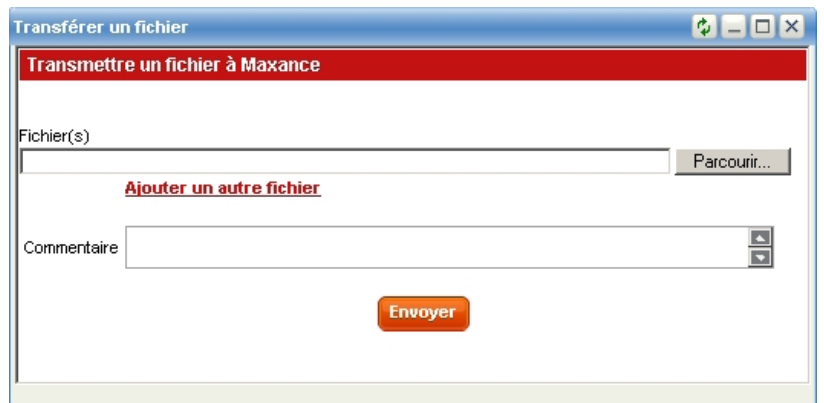 Transférer un fichier
Transmettre un fichier à Maxance
Fichier(s)
Parcourir...
Ajouter un autre fichier
Commentaire
Envoyer